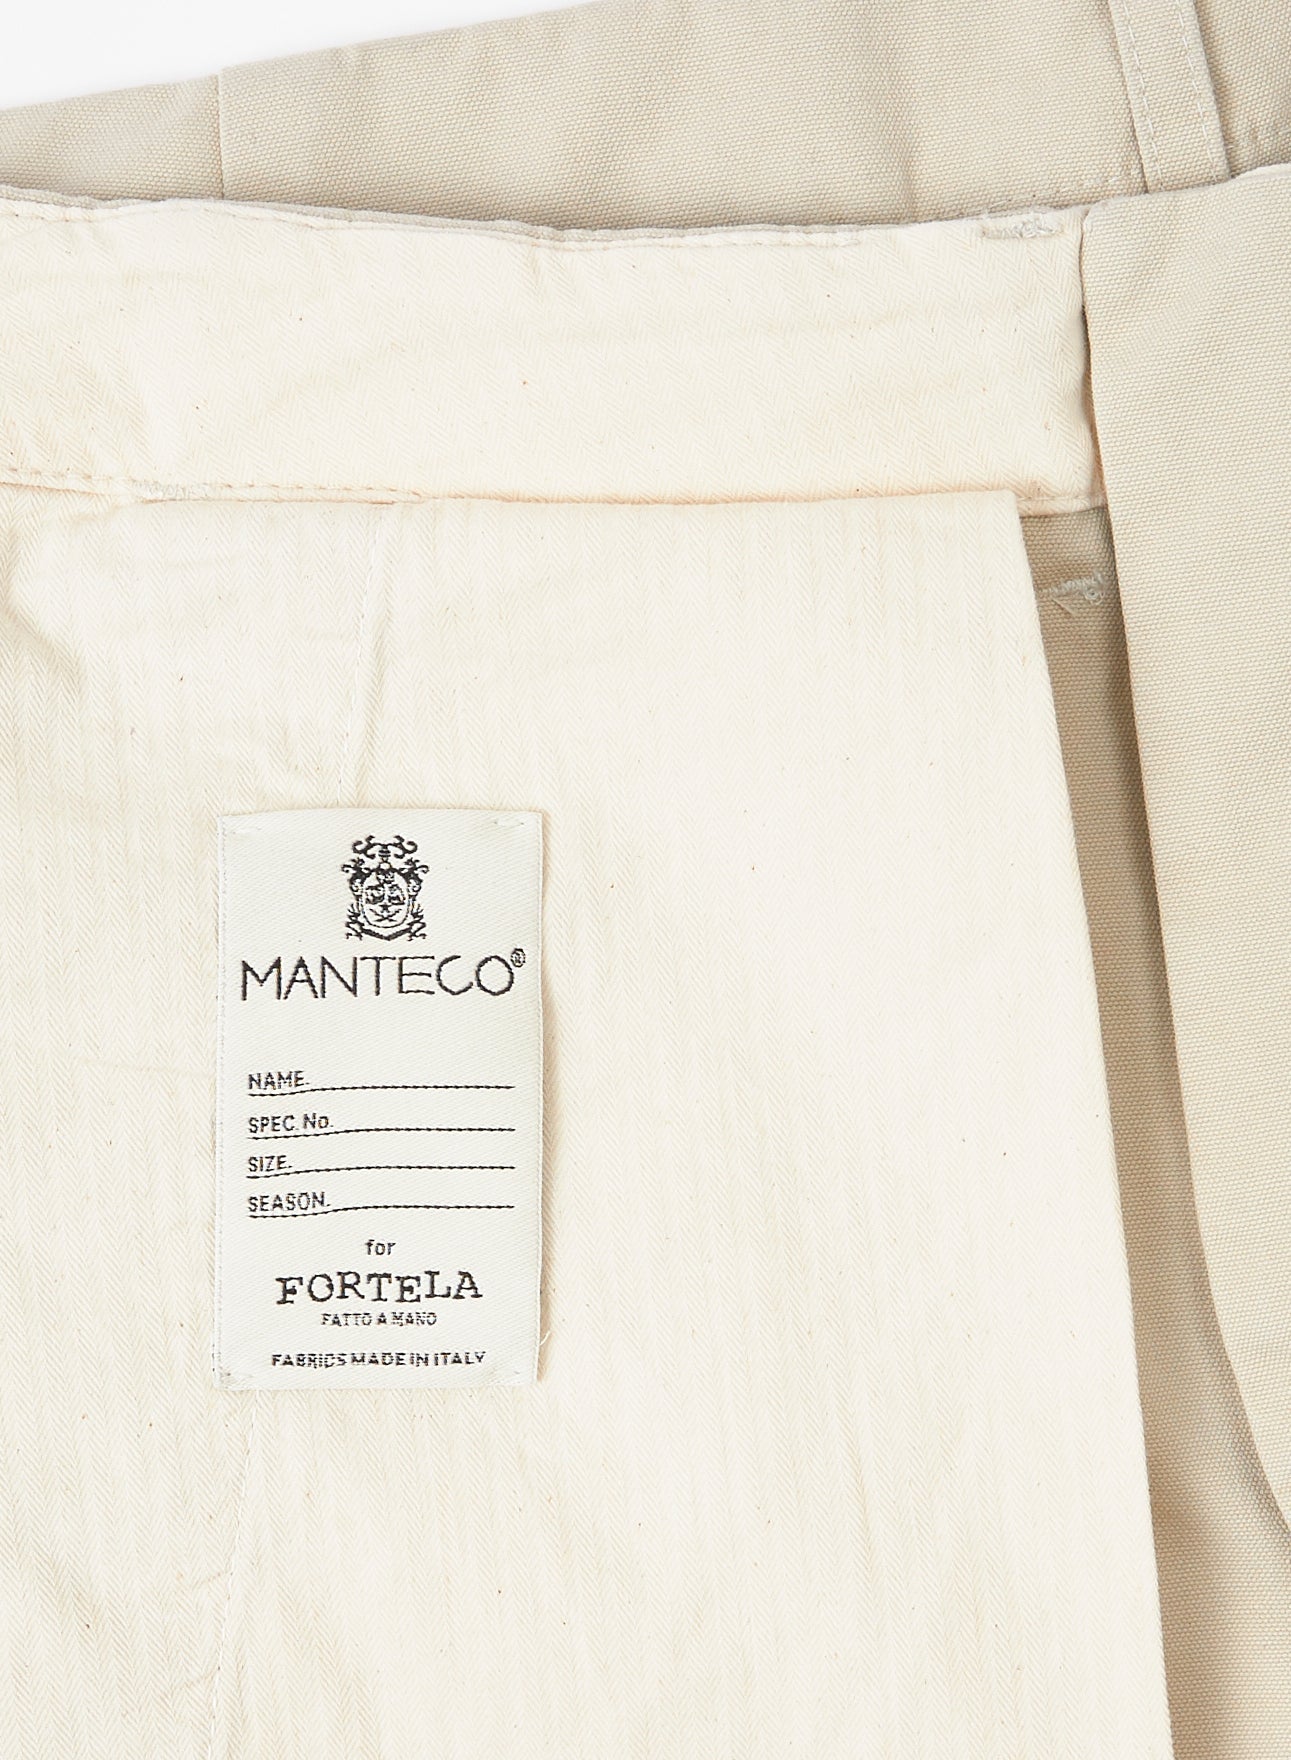 MANTECO®
NAME.
SPEC. No.
SIZE.
SEASON.
for
FORTELA
FATTO A MANO
FABRICS MADE IN ITALY